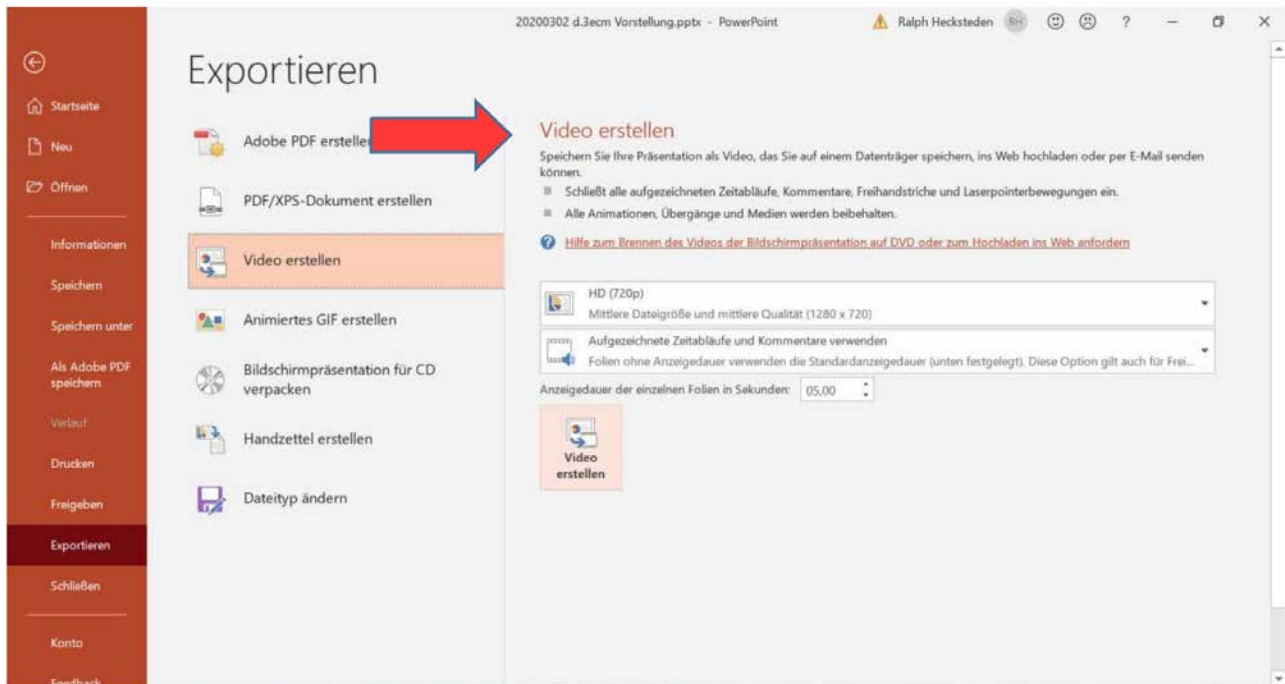 20200302 d.3ecm Vorstellung.pptx - PowerPoint
Ralph Hecksteden RH ?
Exportieren
Startseite
Neu
Öffnen
Informationen
Speichern
Speichern unter
Als Adobe PDF
speichern
Verlauf
Drucken
Freigeben
Exportieren
Schließen
Konto
Feedback
Adobe PDF erstellen
PDF/XPS-Dokument erstellen
Video erstellen
Animiertes GIF erstellen
Bildschirmpräsentation für CD
verpacken
Handzettel erstellen
Dateityp ändern
Video erstellen
Speichern Sie Ihre Präsentation als Video, das Sie auf einem Datenträger speichern, ins Web hochladen oder per E-Mail senden
können.
Schließt alle aufgezeichneten Zeitabläufe, Kommentare, Freihandstriche und Laserpointerbewegungen ein.
Alle Animationen, Übergänge und Medien werden beibehalten.
Hilfe zum Brennen des Videos der Bildschirmpräsentation auf DVD oder zum Hochladen ins Web anfordern
HD (720p)
Mittlere Dateigröße und mittlere Qualität (1280 x 720)
Aufgezeichnete Zeitabläufe und Kommentare verwenden
Folien ohne Anzeigedauer verwenden die Standardanzeigedauer (unten festgelegt). Diese Option gilt auch für Frei...
Anzeigedauer der einzelnen Folien in Sekunden: 05,00
Video
erstellen